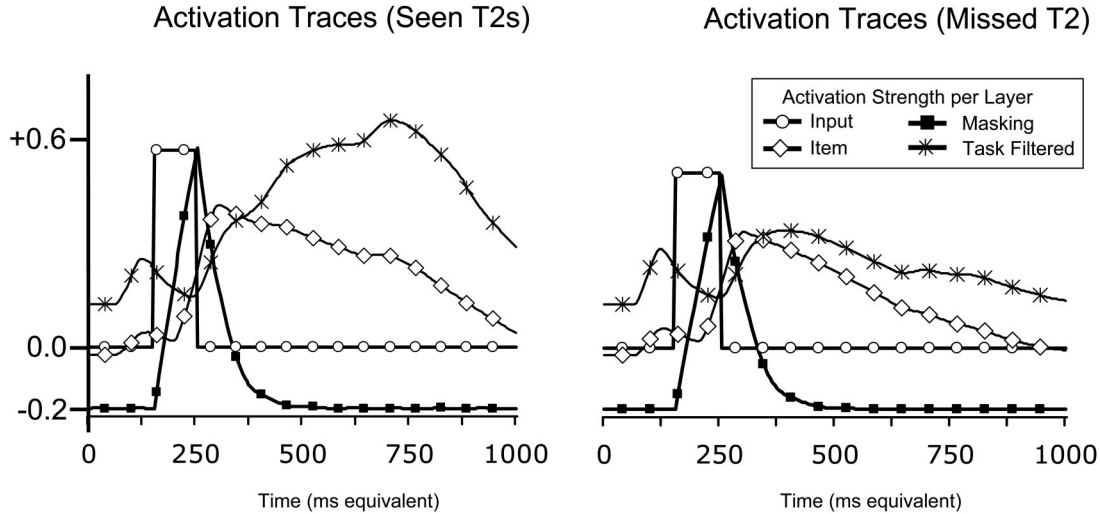 Activation Traces (Seen T2s)
Activation Traces (Missed T2)
Activation Strength per Layer
Input
Masking
Item
Task Filtered
+0.6
0.0
-0.2
0 250 500 750 1000
0 250 500 750 1000
Time (ms equivalent)
Time (ms equivalent)